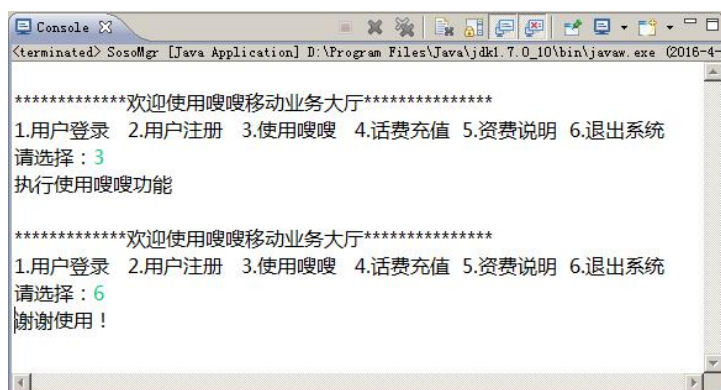 Console
<terminated> SosoMgr [Java Application] D:\Program Files\Java\jdk1.7.0_10\bin\javaw.exe (2016-4-
*************欢迎使用嗖嗖移动业务大厅***************
1.用户登录 2.用户注册 3.使用嗖嗖 4.话费充值 5.资费说明 6.退出系统
请选择：3
执行使用嗖嗖功能
*************欢迎使用嗖嗖移动业务大厅***************
1.用户登录 2.用户注册 3.使用嗖嗖 4.话费充值 5.资费说明 6.退出系统
请选择：6
谢谢使用！